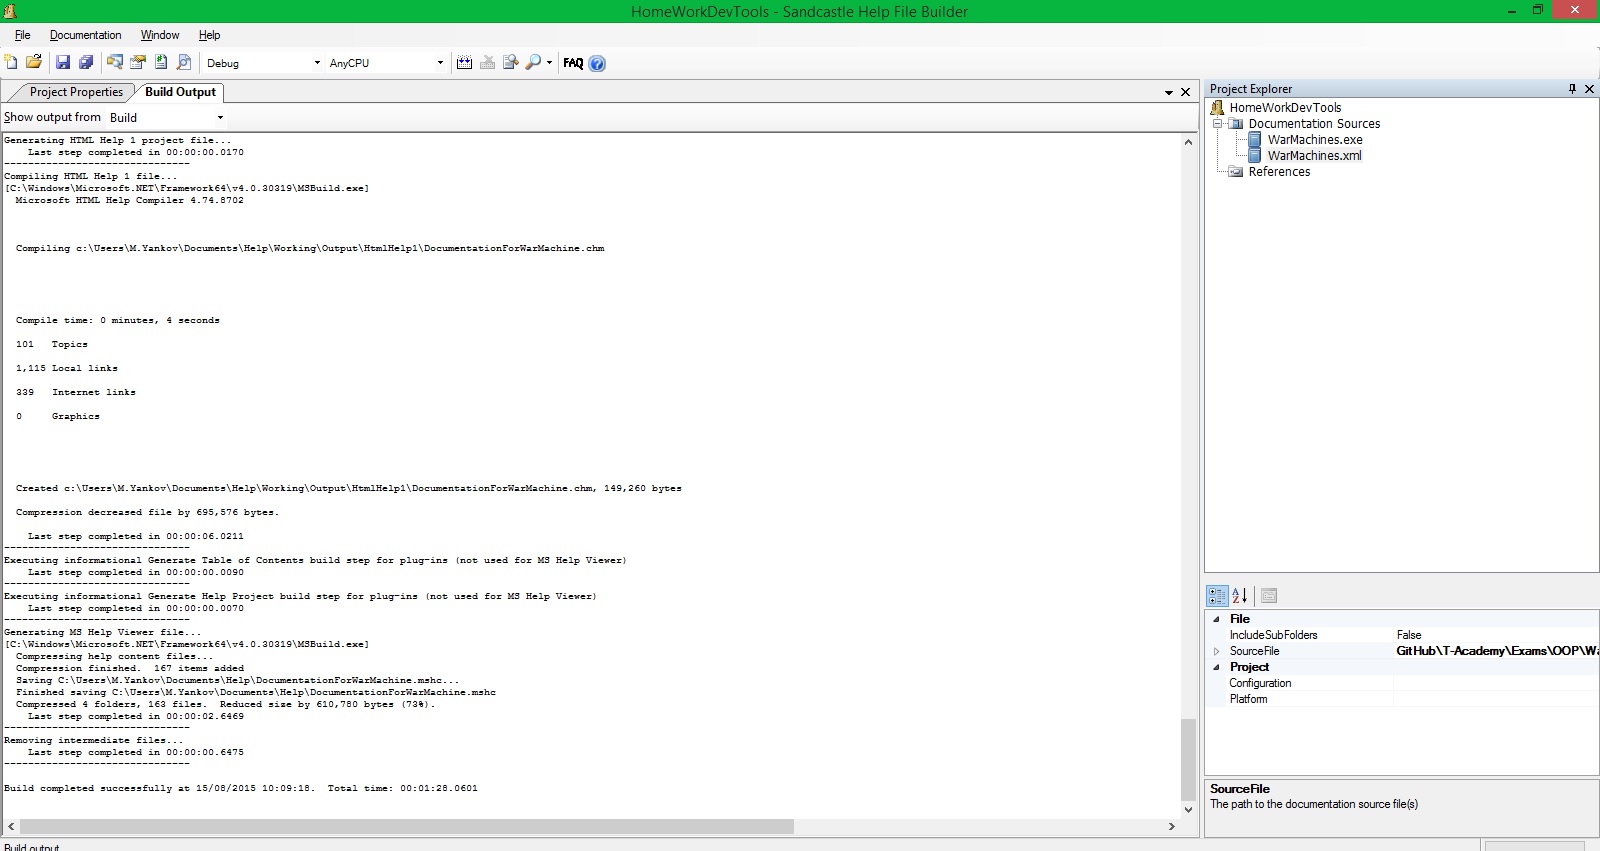 HomeWorkDevTools - Sandcastle Help File Builder
File Documentation Window Help
Debug AnyCPU FAQ
Project Properties Build Output
Show output from Build
Generating HTML Help 1 project file...
Last step completed in 00:00:00.0170
-------------------------------
Compiling HTML Help 1 file...
[C:\Windows\Microsoft.NET\Framework64\v4.0.30319\MSBuild.exe]
Microsoft HTML Help Compiler 4.74.8702
Compiling c:\Users\M.Yankov\Documents\Help\Working\Output\HtmlHelp1\DocumentationForWarMachine.chm
Compile time: 0 minutes, 4 seconds
101 Topics
1,115 Local links
339 Internet links
0 Graphics
Created c:\Users\M.Yankov\Documents\Help\Working\Output\HtmlHelp1\DocumentationForWarMachine.chm, 149,260 bytes
Compression decreased file by 695,576 bytes.
Last step completed in 00:00:06.0211
-------------------------------
Executing informational Generate Table of Contents build step for plug-ins (not used for MS Help Viewer)
Last step completed in 00:00:00.0090
-------------------------------
Executing informational Generate Help Project build step for plug-ins (not used for MS Help Viewer)
Last step completed in 00:00:00.0070
-------------------------------
Generating MS Help Viewer file...
[C:\Windows\Microsoft.NET\Framework64\v4.0.30319\MSBuild.exe]
Compressing help content files...
Compression finished. 167 items added
Saving C:\Users\M.Yankov\Documents\Help\DocumentationForWarMachine.mshc...
Finished saving C:\Users\M.Yankov\Documents\Help\DocumentationForWarMachine.mshc
Compressed 4 folders, 163 files. Reduced size by 610,780 bytes (73%).
Last step completed in 00:00:02.6469
-------------------------------
Removing intermediate files...
Last step completed in 00:00:00.6475
-------------------------------
Build completed successfully at 15/08/2015 10:09:18. Total time: 00:01:28.0601
Project Explorer
HomeWorkDevTools
Documentation Sources
WarMachines.exe
WarMachines.xml
References
File
IncludeSubFolders False
SourceFile GitHub\T-Academy\Exams\OOP\Wa
Project
Configuration
Platform
SourceFile
The path to the documentation source file(s)
Build output